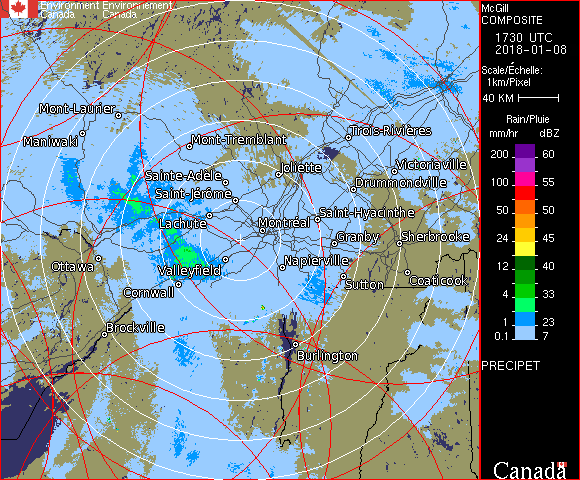 Environment Environnement
Canada Canada
McGill
COMPOSITE
1730 UTC
2018-01-08
Scale/Échelle:
1km/Pixel
40 KM
Rain/Pluie
mm/hr dBZ
200 60
100 55
50 50
24 45
12 40
4 33
1 23
0.1 7
PRECIPET
Canada
Mont-Laurier
Maniwaki
Mont-Tremblant
Trois-Rivières
Sainte-Adèle
Joliette
Victoriaville
Saint-Jérôme
Drummondville
Lachute
Montréal
Saint-Hyacinthe
Granby
Sherbrooke
Ottawa
Valleyfield
Napierville
Cornwall
Sutton
Coaticook
Brockville
Burlington